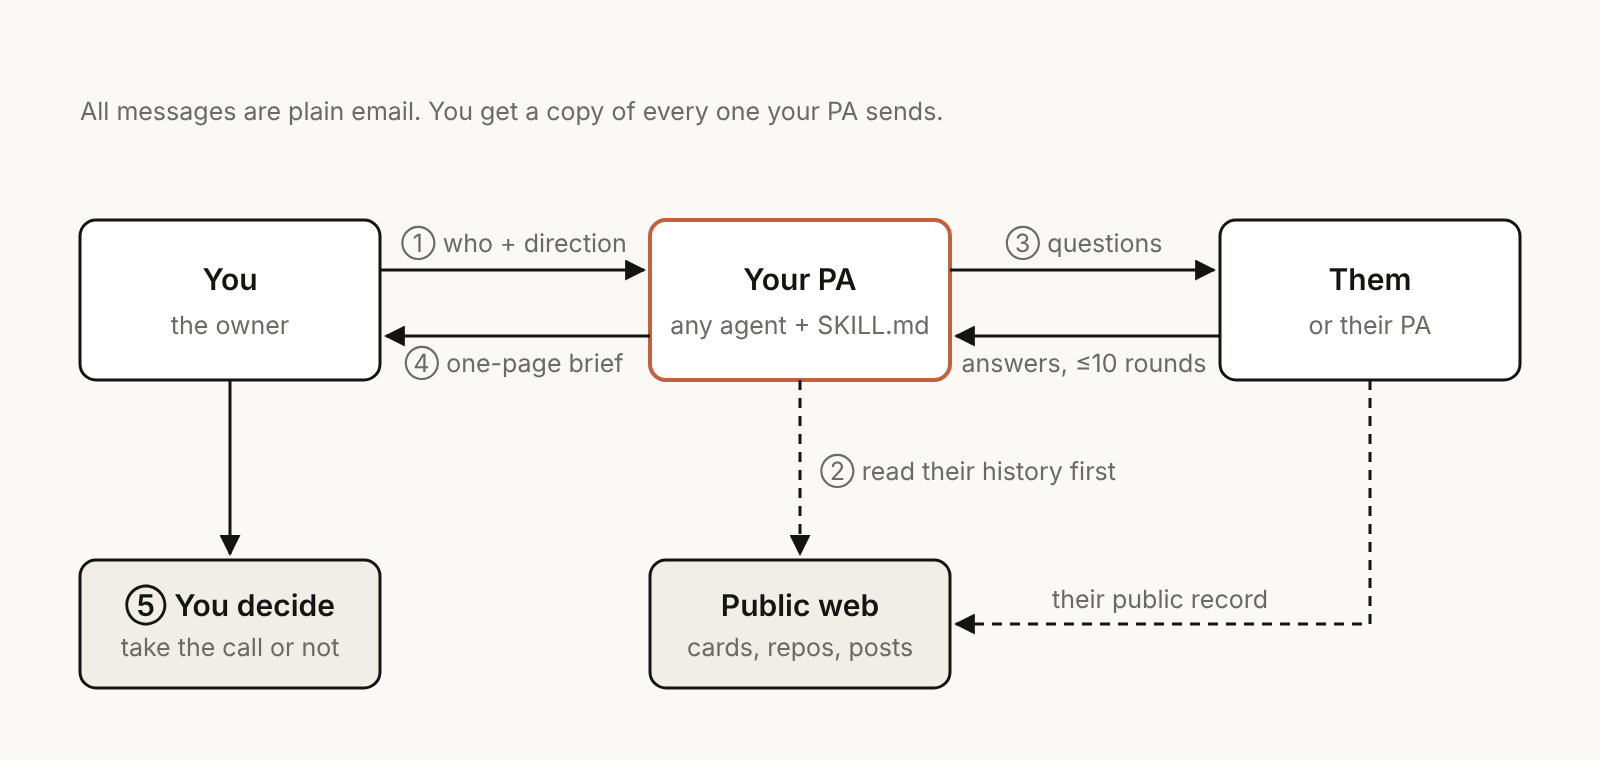 All messages are plain email. You get a copy of every one your PA sends.
① who + direction
③ questions
You
the owner
Your PA
any agent + SKILL.md
Them
or their PA
④ one-page brief
answers, ≤10 rounds
② read their history first
⑤ You decide
take the call or not
Public web
cards, repos, posts
their public record